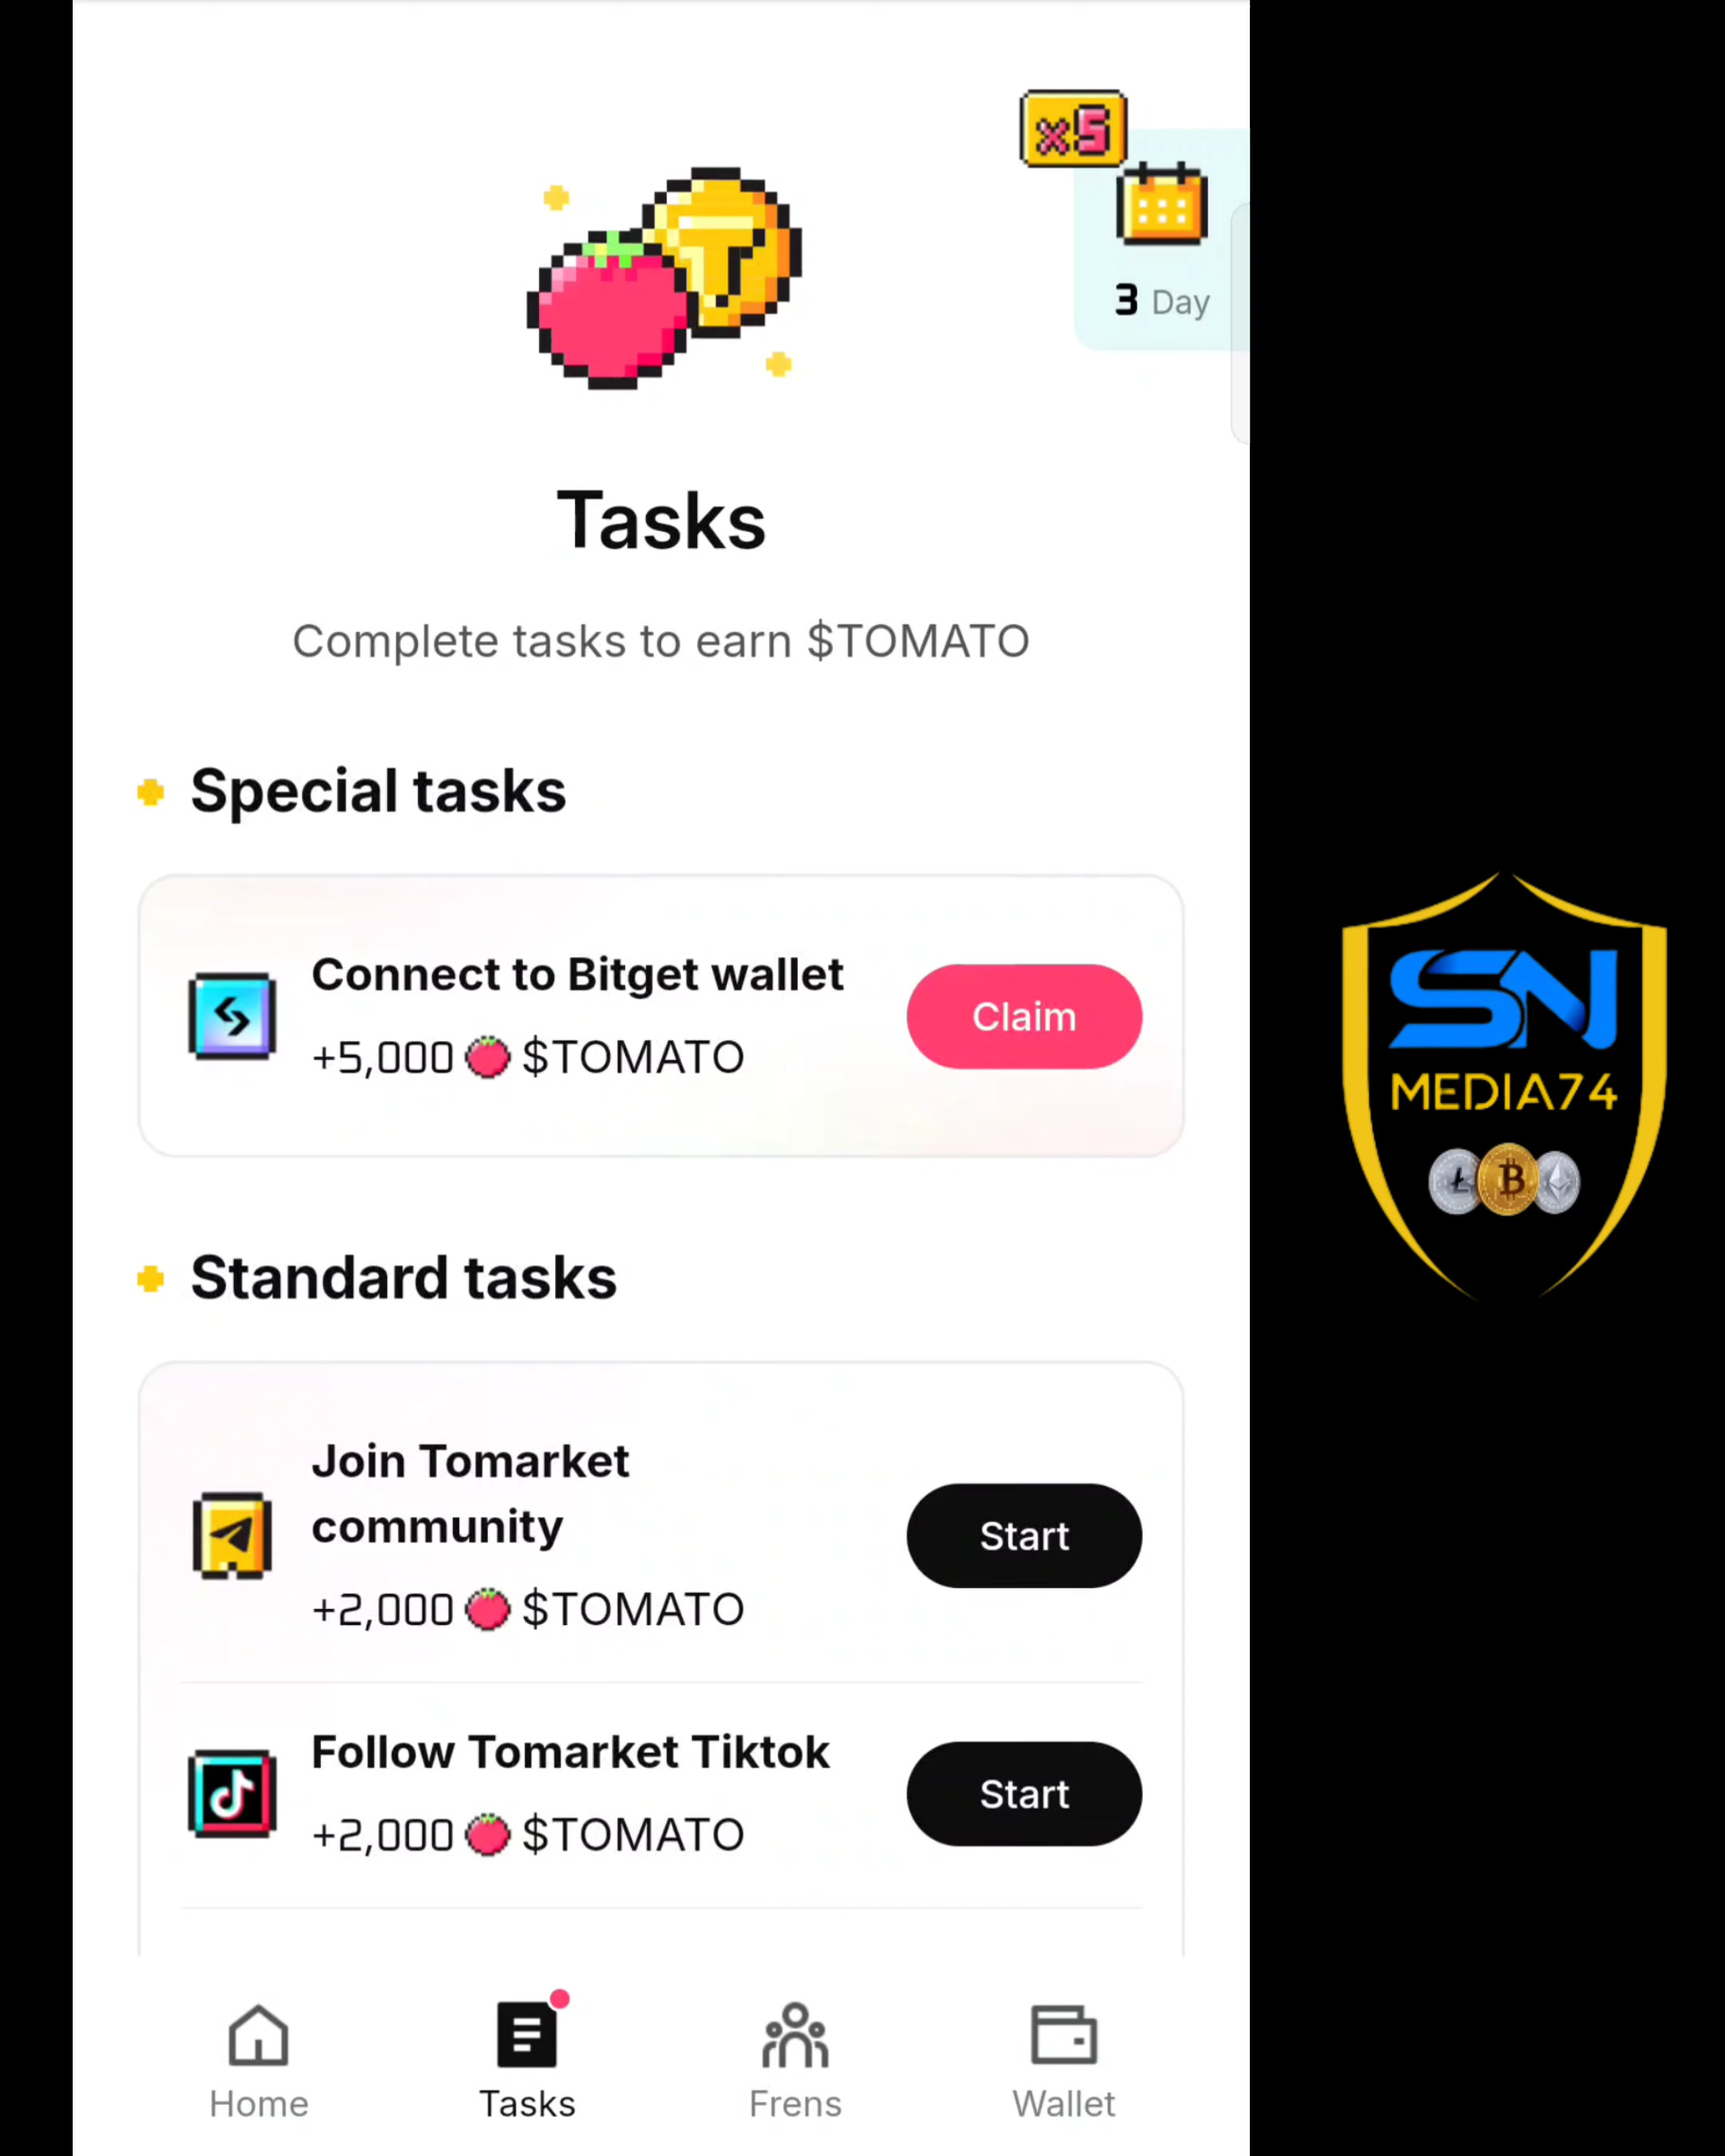 x5
3 Day
Tasks
Complete tasks to earn $TOMATO
Special tasks
Connect to Bitget wallet
+5,000 $TOMATO
Claim
Standard tasks
Join Tomarket
community
+2,000 $TOMATO
Start
Follow Tomarket Tiktok
+2,000 $TOMATO
Start
Home
Tasks
Frens
Wallet
SN
MEDIA74